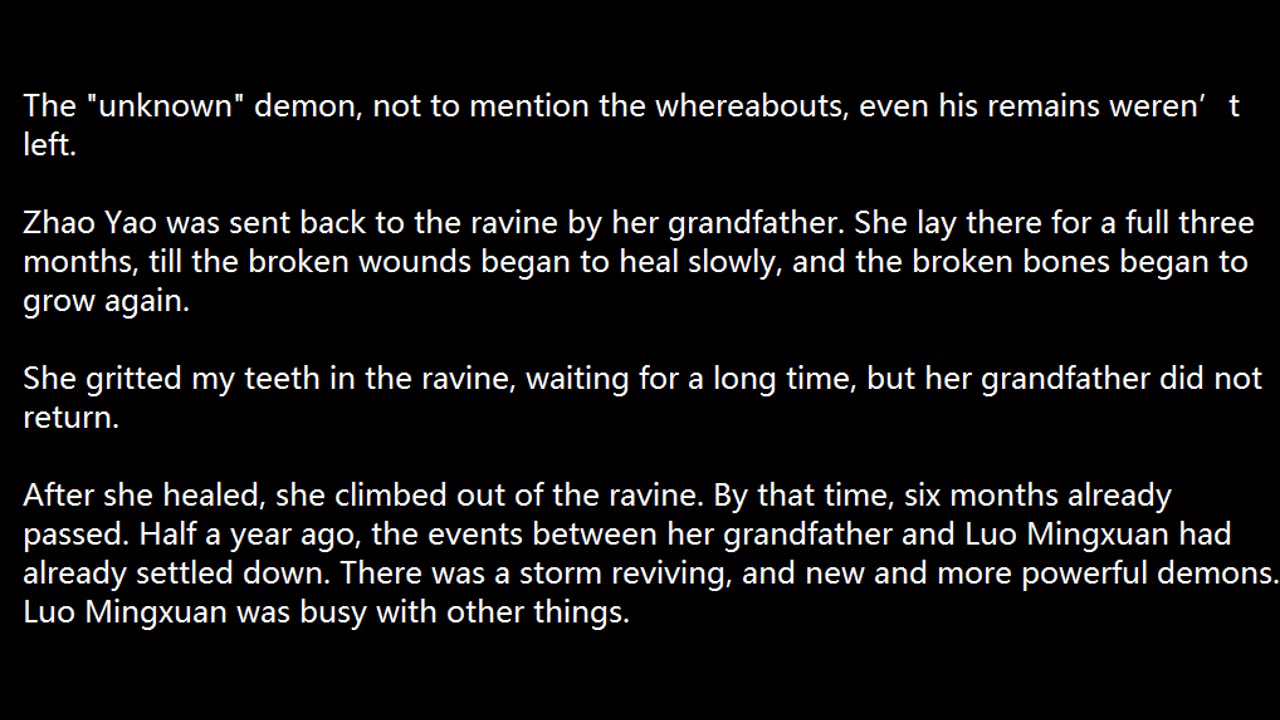 The "unknown" demon, not to mention the whereabouts, even his remains weren’ t
left.
Zhao Yao was sent back to the ravine by her grandfather. She lay there for a full three
months, till the broken wounds began to heal slowly, and the broken bones began to
grow again.
She gritted my teeth in the ravine, waiting for a long time, but her grandfather did not
return.
After she healed, she climbed out of the ravine. By that time, six months already
passed. Half a year ago, the events between her grandfather and Luo Mingxuan had
already settled down. There was a storm reviving, and new and more powerful demons.
Luo Mingxuan was busy with other things.